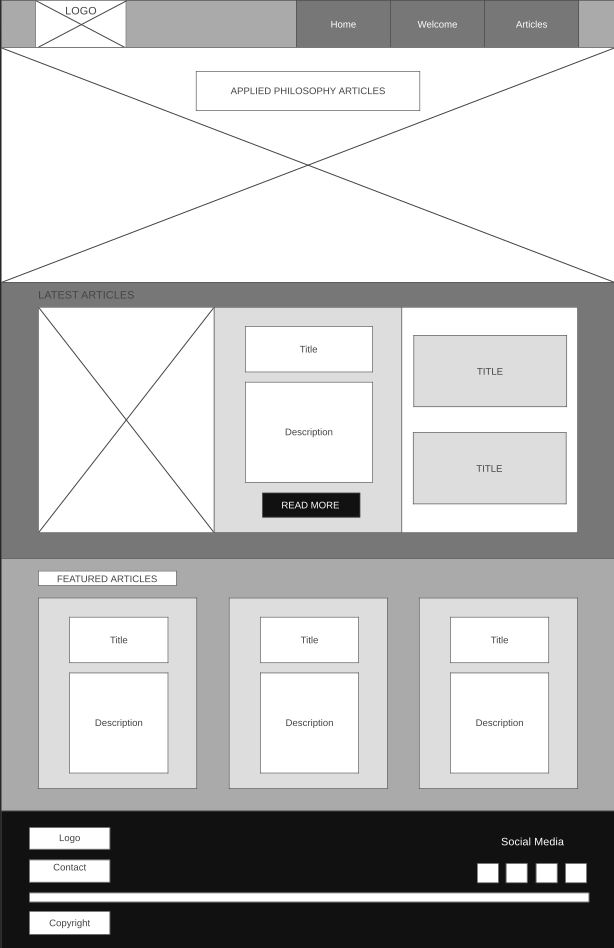 LOGO
Home
Welcome
Articles
APPLIED PHILOSOPHY ARTICLES
LATEST ARTICLES
Title
Description
READ MORE
TITLE
TITLE
FEATURED ARTICLES
Title
Description
Title
Description
Title
Description
Logo
Contact
Copyright
Social Media